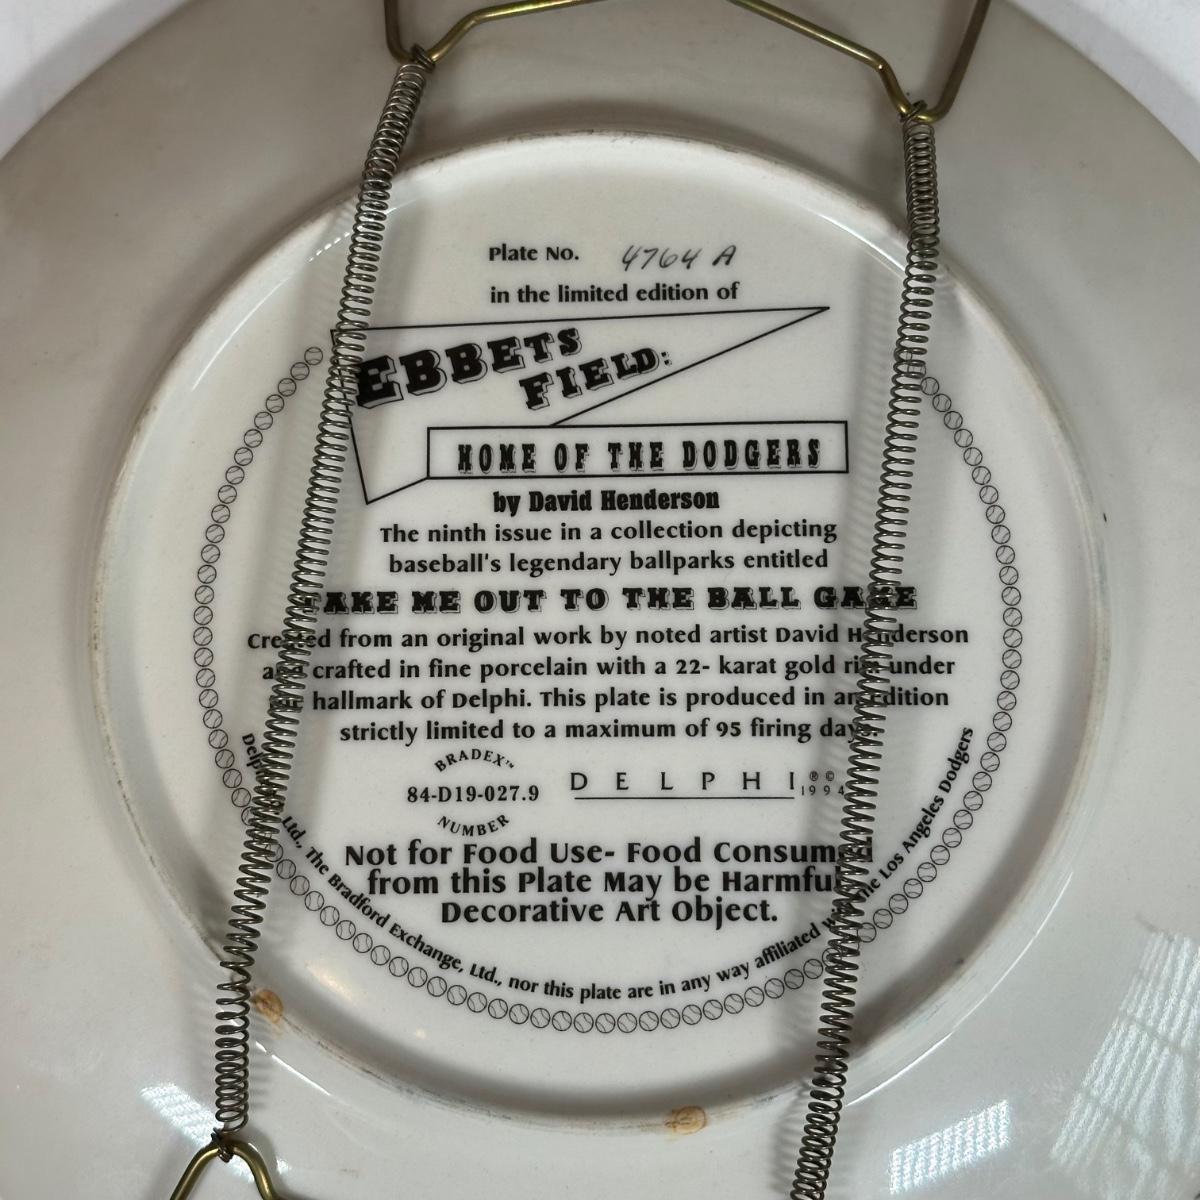 Plate No. 4764 A
in the limited edition of
EBBETS
FIELD:
HOME OF THE DODGERS
by David Henderson
The ninth issue in a collection depicting
baseball's legendary ballparks entitled
TAKE ME OUT TO THE BALL GAME
Created from an original work by noted artist David Henderson
and crafted in fine porcelain with a 22- karat gold rim under
hallmark of Delphi. This plate is produced in an edition
strictly limited to a maximum of 95 firing days.
BRADEX™
84-D19-027.9
NUMBER
DELPHI ® © 1994
Not for Food Use- Food Consumed
from this Plate May be Harmful
Decorative Art Object.
Ltd., The Bradford Exchange, Ltd., nor this plate are in any way affiliated with the Los Angeles Dodgers